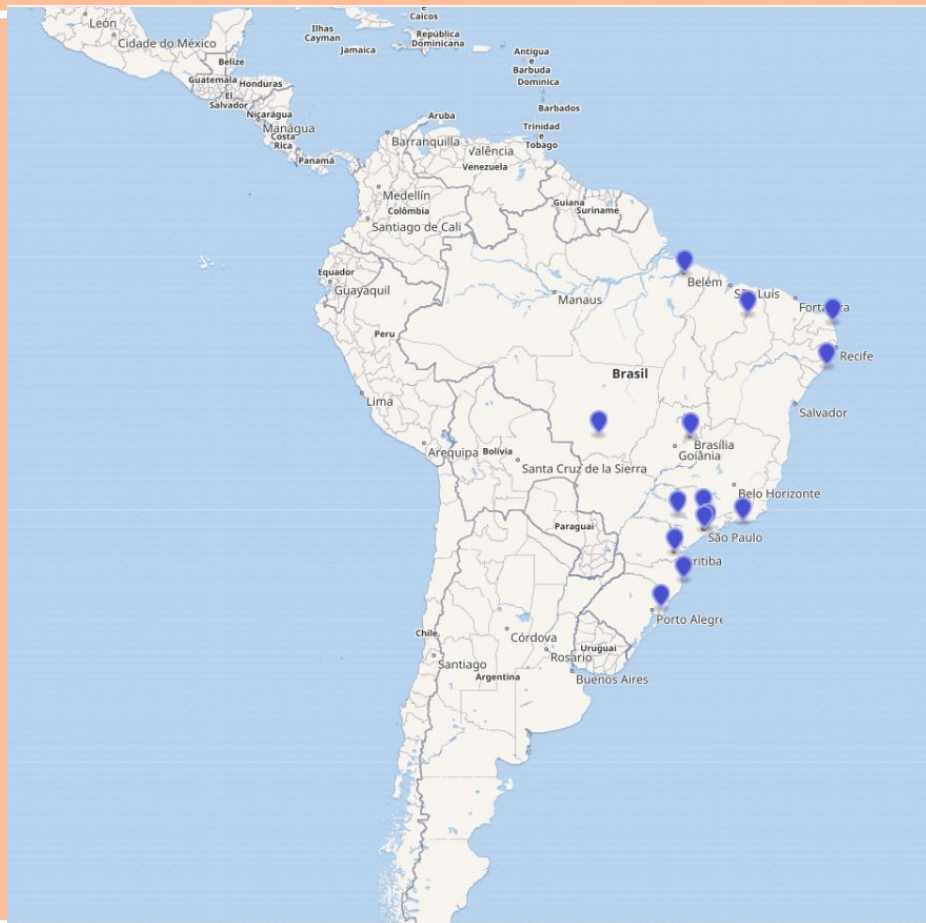 Caicos
León
Ilhas
Cayman
República
Dominicana
Cidade do México
Jamaica
Antigua
e
Barbuda
Belize
Dominica
Guatemala
Honduras
El
Salvador
Barbados
Nicarágua
Aruba
Manágua
Trinidad
e
Tobago
Costa
Rica
Barranquilla
Valência
Panamá
Venezuela
Medellín
Guiana
Suriname
Colômbia
Santiago de Cali
Equador
Belém
Guayaquil
Manaus
Luís
Peru
Recife
Brasil
Lima
Salvador
Brasília
Arequipa
Bolívia
Goiânia
Santa Cruz de la Sierra
Belo Horizonte
Paraguai
São Paulo
ritiba
Porto Alegre
Chile
Córdova
Uruguai
Rosario
Santiago
Argentina
Buenos Aires